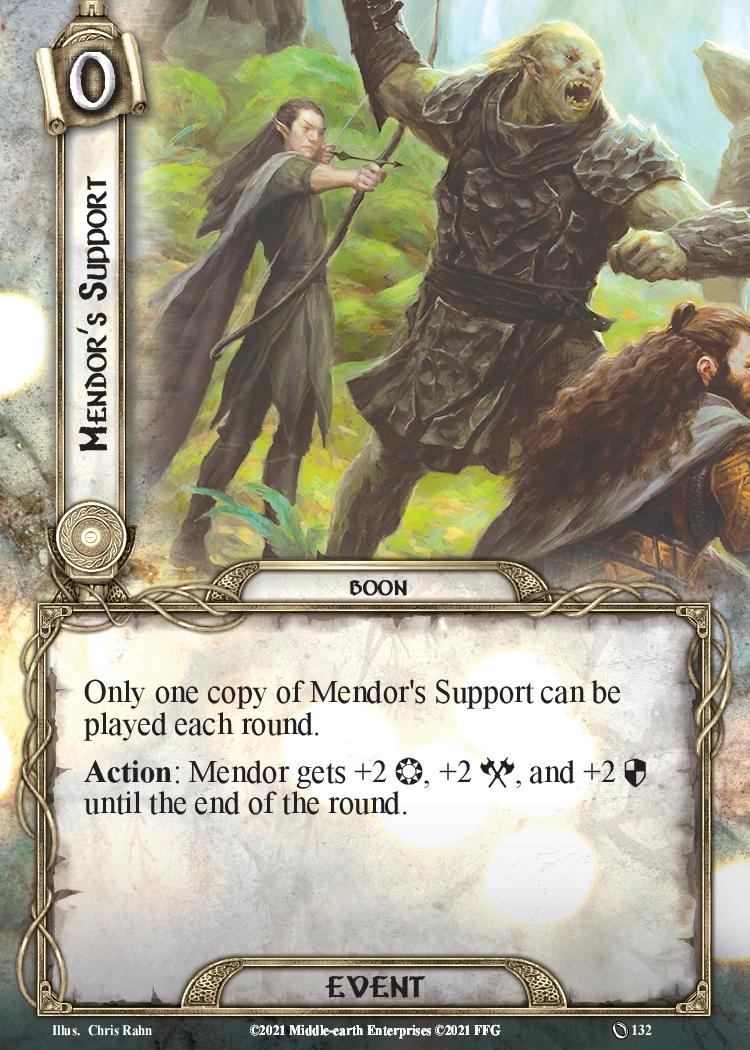 0
Mendor's Support
BOON
Only one copy of Mendor's Support can be
played each round.
Action: Mendor gets +2 , +2 , and +2
until the end of the round.
EVENT
Illus. Chris Rahn
©2021 Middle-earth Enterprises ©2021 FFG
132